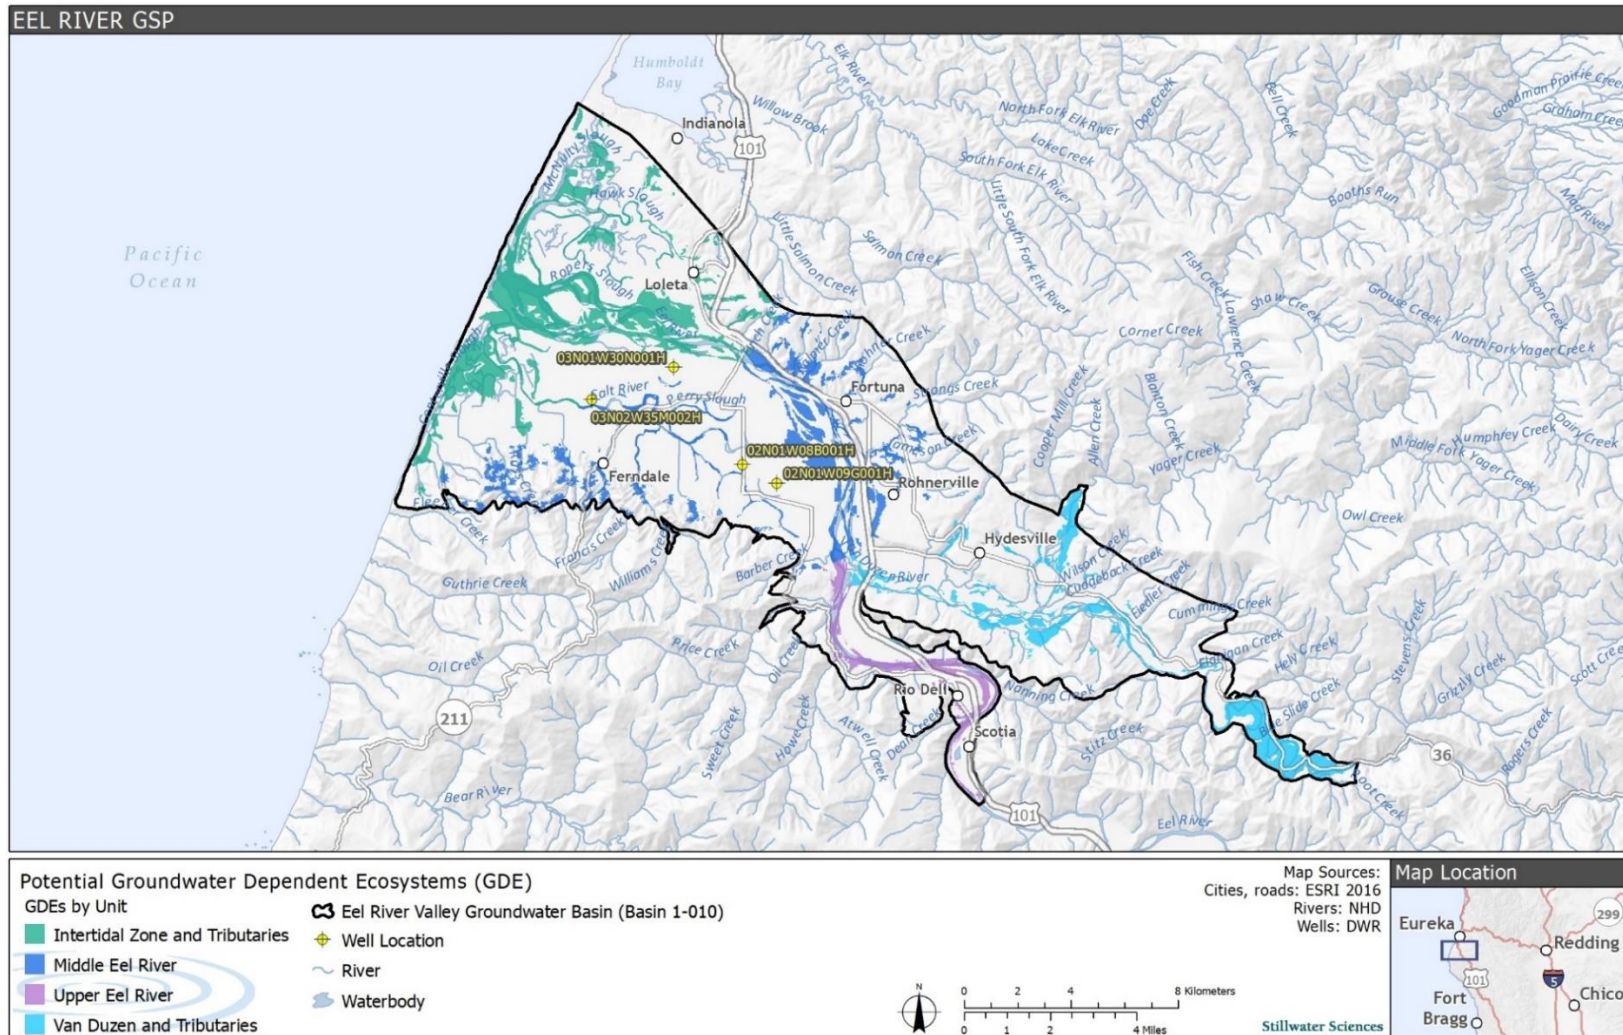 EEL RIVER GSP
Humboldt
Bay
Elk River
Willow Brook
North Fork Elk River
Doe Creek
Bell Creek
Goodman Prairie Creek
Graham Creek
Indianola
101
Lake Creek
South Fork Elk River
McNulty Slough
Hawk Slough
Little South Fork Elk River
Booths Run
Mad River
Pacific
Ocean
Little Salmon Creek
Salmon Creek
Fish Creek
Lawrence Creek
Shaw Creek
Grouse Creek
Ellison Creek
Ropers Slough
Loleta
Corner Creek
North Fork Yager Creek
Eel River
Palmer Creek
Rohner Creek
03N01W30N001H
Salt River
Perry Slough
Fortuna
Strongs Creek
Cooper Mill Creek
Allen Creek
Blanton Creek
03N02W35M002H
Jameson Creek
Middle Fork Yager Creek
Humphrey Creek
Dairy Creek
02N01W08B001H
Yager Creek
02N01W09G001H
Ferndale
Rohnerville
Creek
Owl Creek
Francis Creek
Williams Creek
Hydesville
Wilson Creek
Cuddeback Creek
Barber Creek
Duzen River
Fiedler Creek
Guthrie Creek
Cummings Creek
Stevens Creek
Price Creek
Oil Creek
Oil Creek
Flanigan Creek
Hely Creek
Grizzly Creek
Scott Creek
Rio Dell
Nanning Creek
211
Sweet Creek
Howe Creek
Atwell Creek
Dean Creek
Scotia
Stitz Creek
Blue Slide Creek
36
Rogers Creek
Bear River
Root Creek
101
Eel River
Potential Groundwater Dependent Ecosystems (GDE)
GDEs by Unit
Intertidal Zone and Tributaries
Middle Eel River
Upper Eel River
Van Duzen and Tributaries
Eel River Valley Groundwater Basin (Basin 1-010)
Well Location
River
Waterbody
N
0 2 4 8 Kilometers
0 1 2 4 Miles
Map Sources:
Cities, roads: ESRI 2016
Rivers: NHD
Wells: DWR
Stillwater Sciences
Map Location
299
Eureka
Redding
101
5
Fort
Bragg
Chico